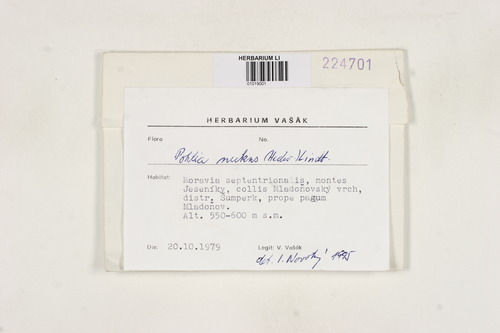 HERBARIUM LI
01019001
224701
HERBARIUM VAŠÁK
Flora No.
Pohlia nutans (Hedw.) Lindb.
Habitat: Moravia septentrionalis, montes
Jeseníky, collis Mladoňovský vrch,
distr. Šumperk, prope pagum
Mladoňov.
Alt. 550-600 m s.m.
Die: 20.10.1979 Legit: V. Vašák
det. I. Novotný 1995